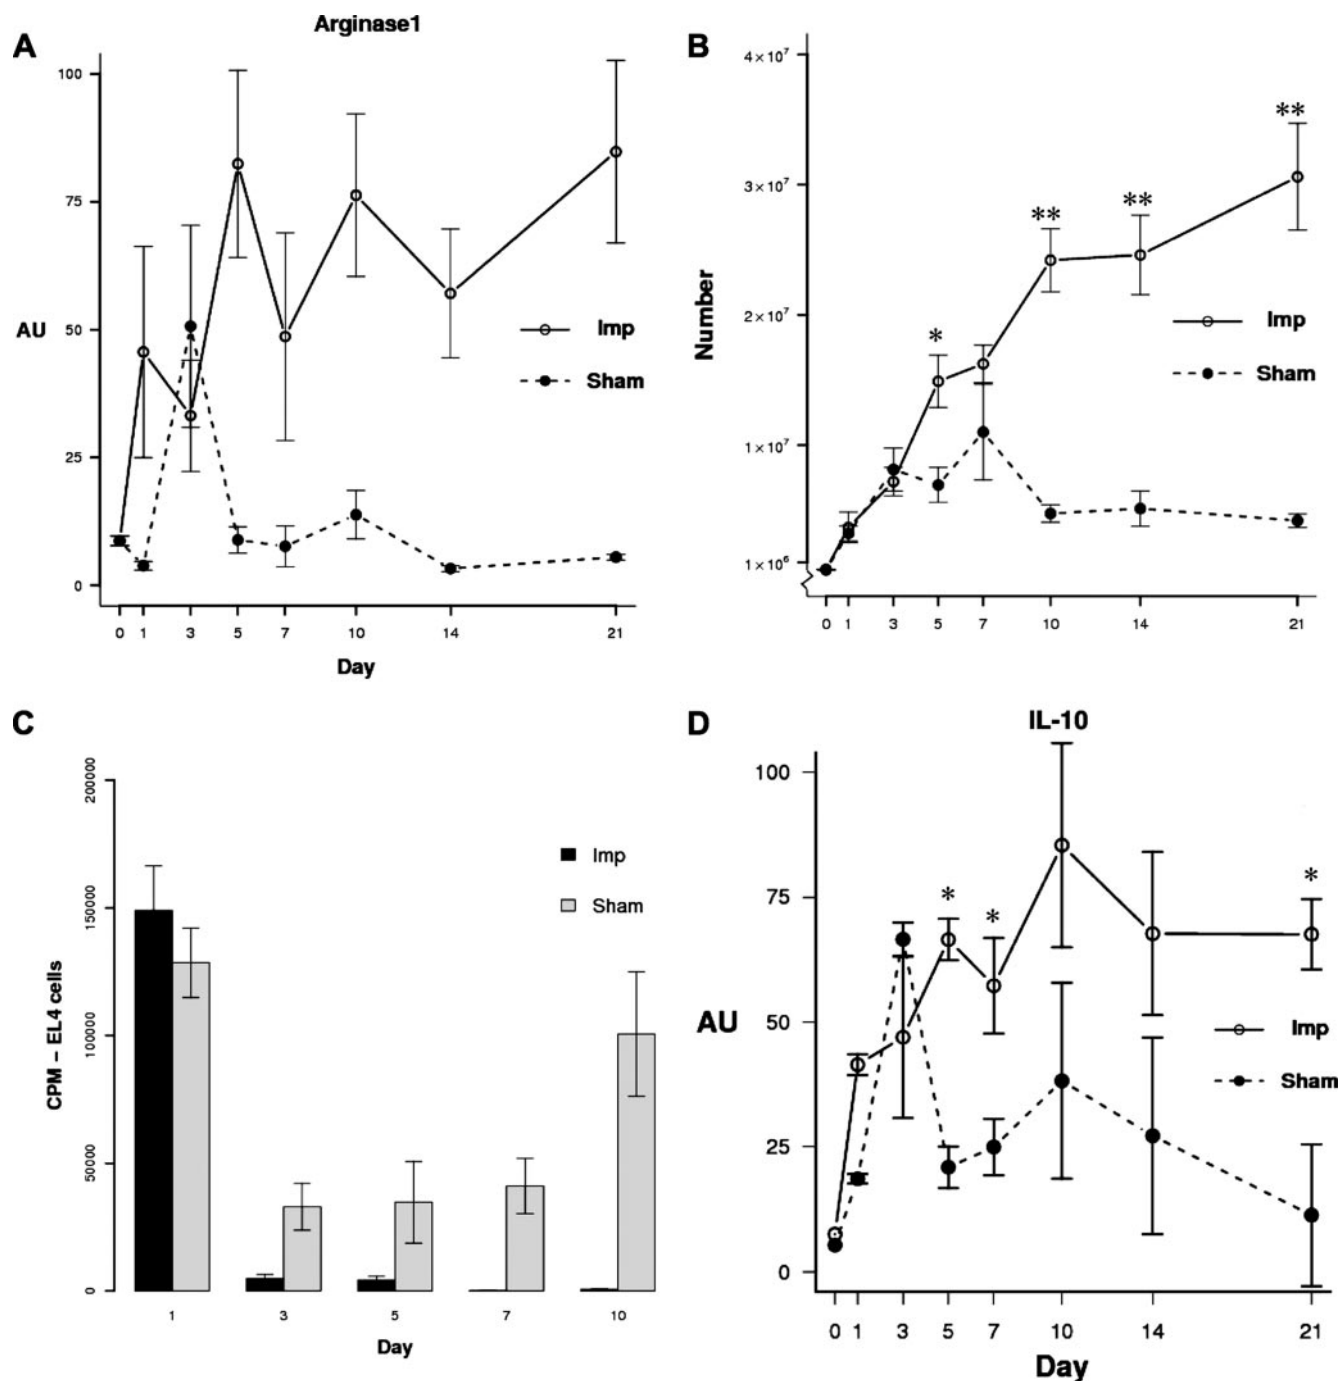 A
Arginase1
100
75
50
25
0
AU
Imp
Sham
0 1 3 5 7 10 14 21
Day
B
4×10⁷
3×10⁷
2×10⁷
1×10⁷
1×10⁶
Number
*
**
**
**
Imp
Sham
0 1 3 5 7 10 14 21
C
200000
150000
100000
50000
0
CPM – EL4 cells
Imp
Sham
1 3 5 7 10
Day
D
IL-10
100
75
50
25
0
AU
*
*
*
Imp
Sham
0 1 3 5 7 10 14 21
Day